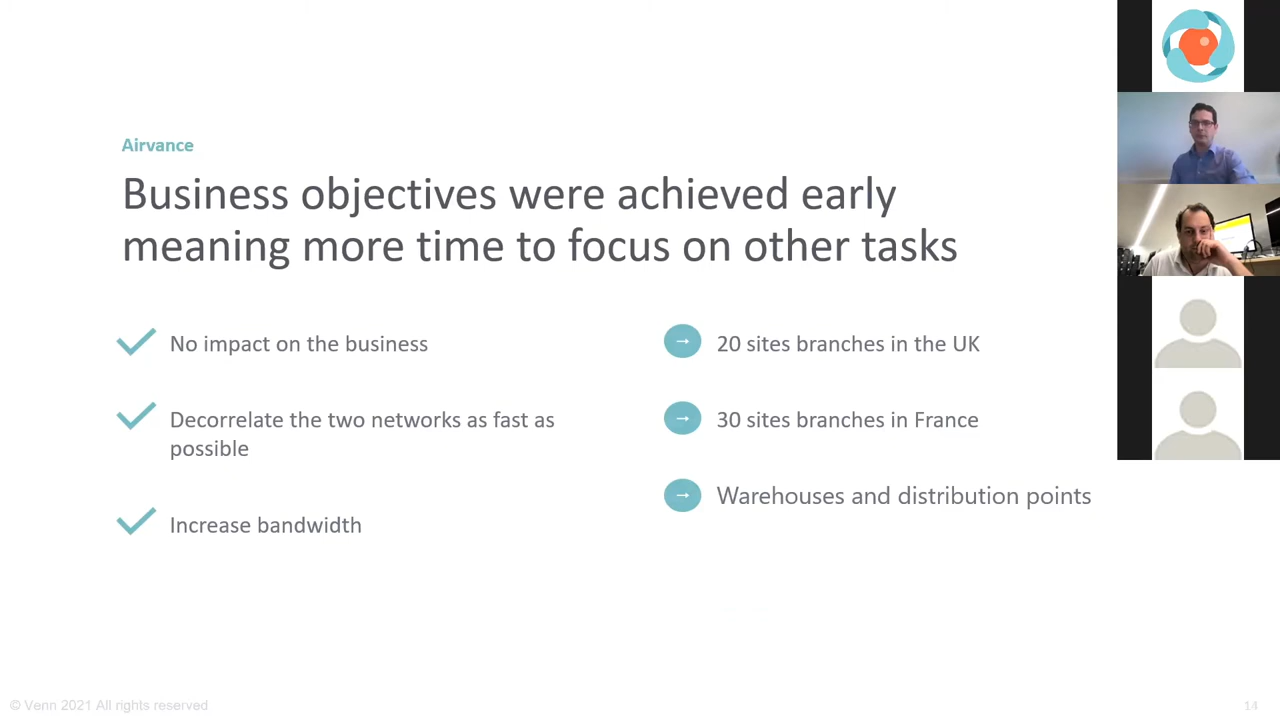 Airvance
Business objectives were achieved early
meaning more time to focus on other tasks
No impact on the business
Decorrelate the two networks as fast as
possible
Increase bandwidth
20 sites branches in the UK
30 sites branches in France
Warehouses and distribution points
© Venn 2021 All rights reserved
14